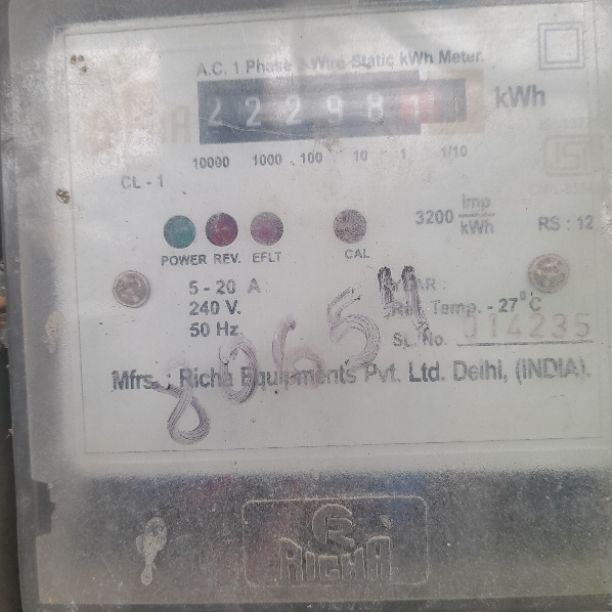 A.C. 1 Phase 2-Wire Static kWh Meter.
222981 kWh
10000 1000 100 10 1 1/10
CL - 1
3200 Imp/kWh
RS : 12
POWER REV. EFLT CAL
5 - 20 A
240 V.
50 Hz.
Ref. Temp. - 27°C
SL. No. 014235
Mfrs. : Richa Equipments Pvt. Ltd. Delhi, (INDIA).
R
RICHA